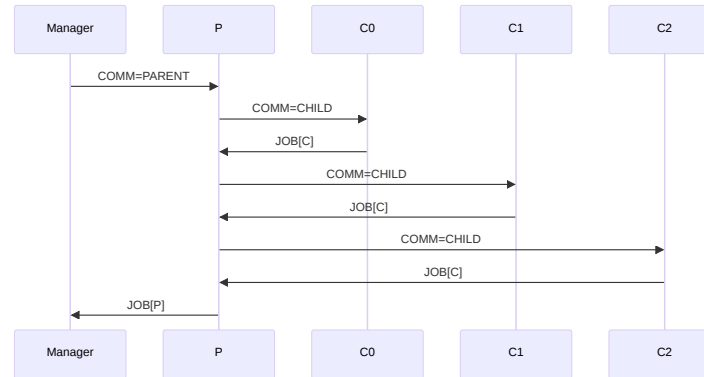 Manager P C0 C1 C2
COMM=PARENT
COMM=CHILD
JOB[C]
COMM=CHILD
JOB[C]
COMM=CHILD
JOB[C]
JOB[P]
Manager P C0 C1 C2